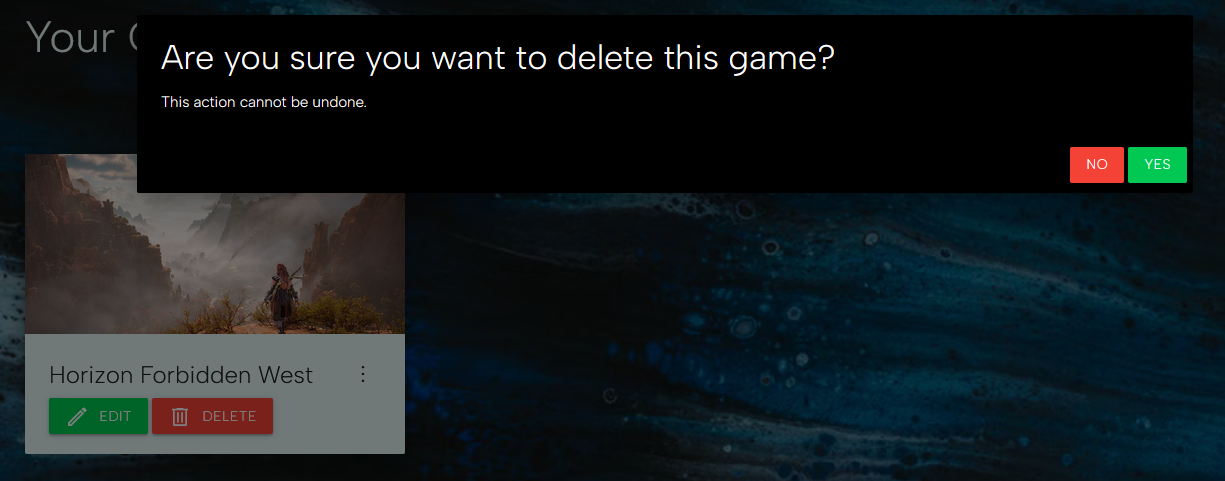 Your
Are you sure you want to delete this game?
This action cannot be undone.
NO YES
Horizon Forbidden West
EDIT DELETE